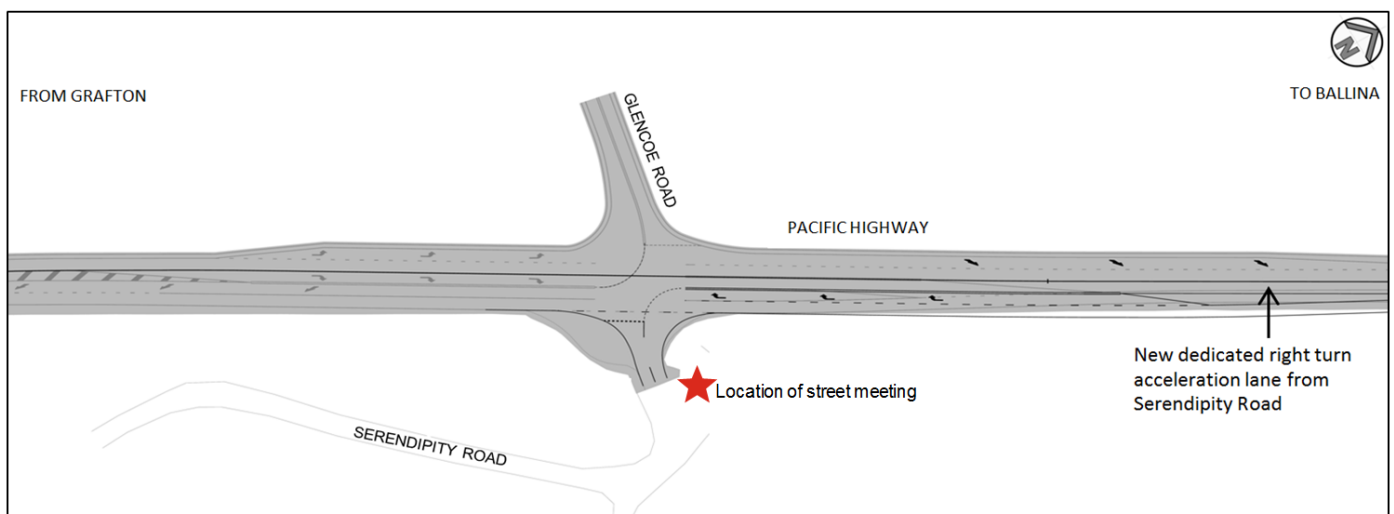 N
FROM GRAFTON
TO BALLINA
GLENCOE ROAD
PACIFIC HIGHWAY
New dedicated right turn
acceleration lane from
Serendipity Road
Location of street meeting
SERENDIPITY ROAD